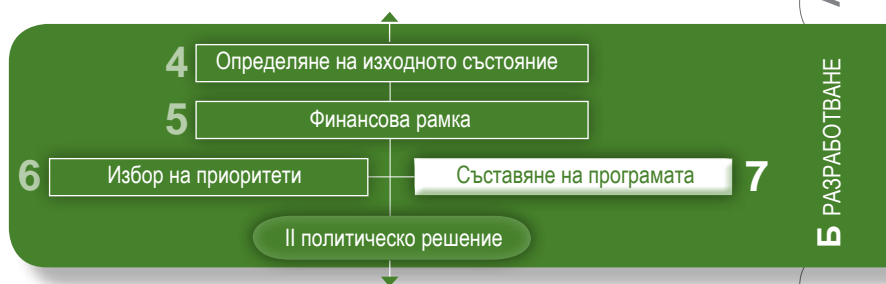 4 Определяне на изходното състояние
5 Финансова рамка
6 Избор на приоритети
Съставяне на програмата 7
II политическо решение
Б РАЗРАБОТВАНЕ